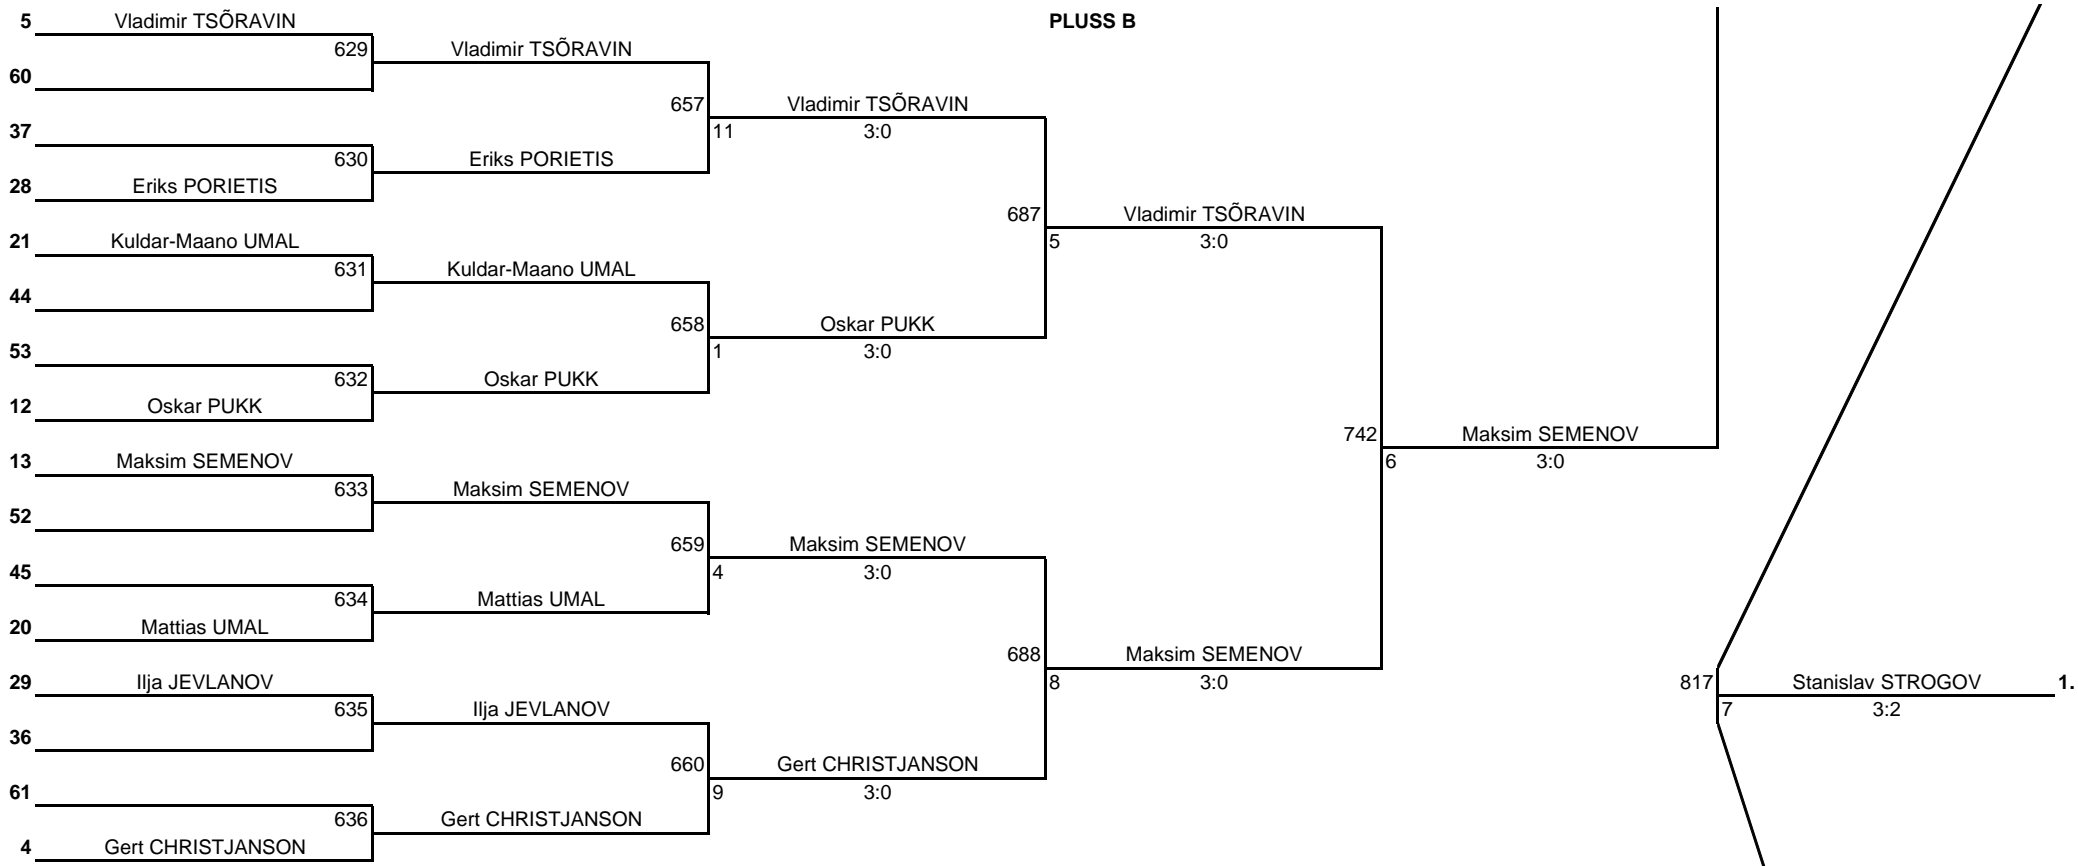 5 Vladimir TSÕRAVIN PLUSS B
629 Vladimir TSÕRAVIN
60
657 Vladimir TSÕRAVIN
37 11 3:0
630 Eriks PORIETIS
28 Eriks PORIETIS
687 Vladimir TSÕRAVIN
21 Kuldar-Maano UMAL 5 3:0
631 Kuldar-Maano UMAL
44
658 Oskar PUKK
53 1 3:0
632 Oskar PUKK
12 Oskar PUKK
742 Maksim SEMENOV
13 Maksim SEMENOV 6 3:0
633 Maksim SEMENOV
52
659 Maksim SEMENOV
45 4 3:0
634 Mattias UMAL
20 Mattias UMAL
688 Maksim SEMENOV
29 Ilja JEVLANOV 8 3:0 817 Stanislav STROGOV 1.
635 Ilja JEVLANOV 7 3:2
36
660 Gert CHRISTJANSON
61 9 3:0
636 Gert CHRISTJANSON
4 Gert CHRISTJANSON